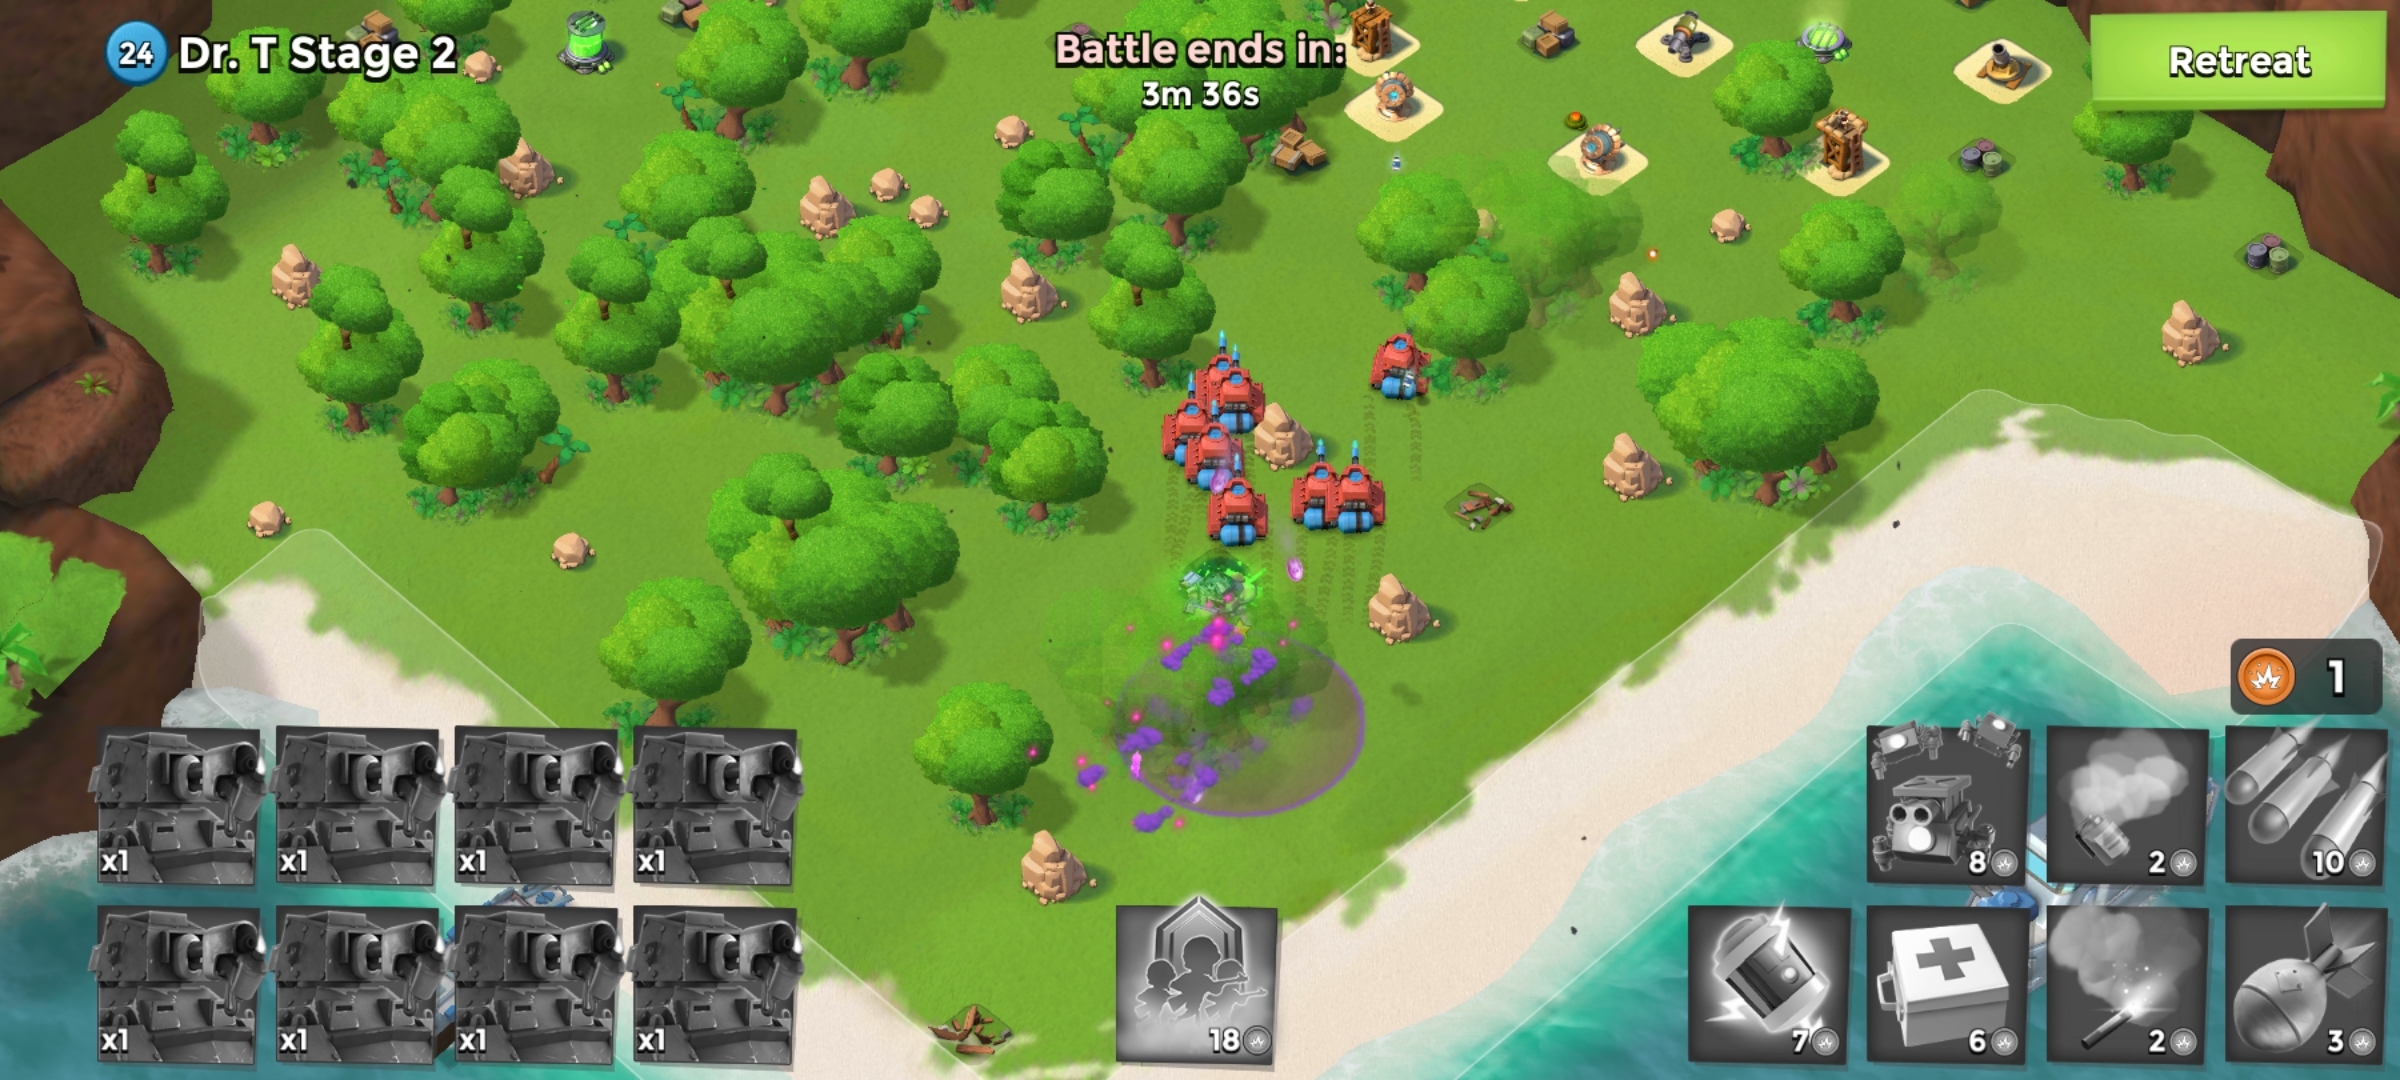 24 Dr. T Stage 2
Battle ends in:
3m 36s
Retreat
1
x1 x1 x1 x1
8 2 10
x1 x1 x1 x1
18
7 6 2 3